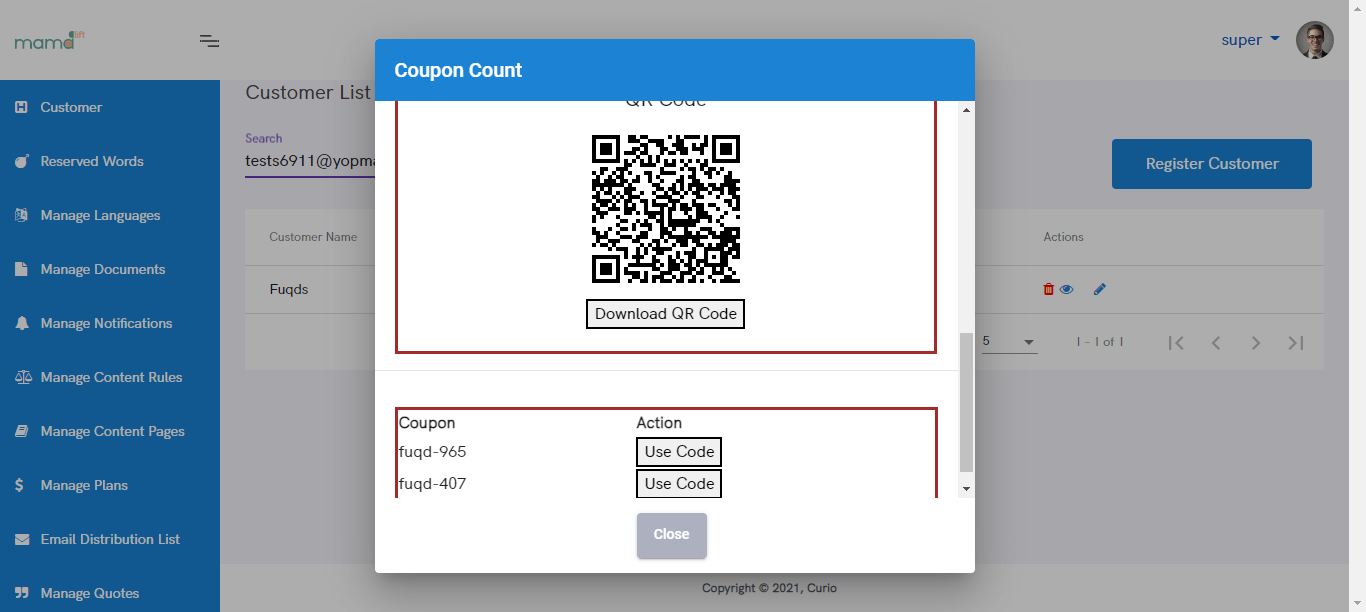 mamalift
super
Coupon Count
Customer
Reserved Words
Manage Languages
Manage Documents
Manage Notifications
Manage Content Rules
Manage Content Pages
Manage Plans
Email Distribution List
Manage Quotes
Customer List
Search
tests6911@yopma
Register Customer
Customer Name
Actions
Fuqds
5
1 - 1 of 1
QR Code
Download QR Code
Coupon Action
fuqd-965 Use Code
fuqd-407 Use Code
Close
Copyright © 2021, Curio